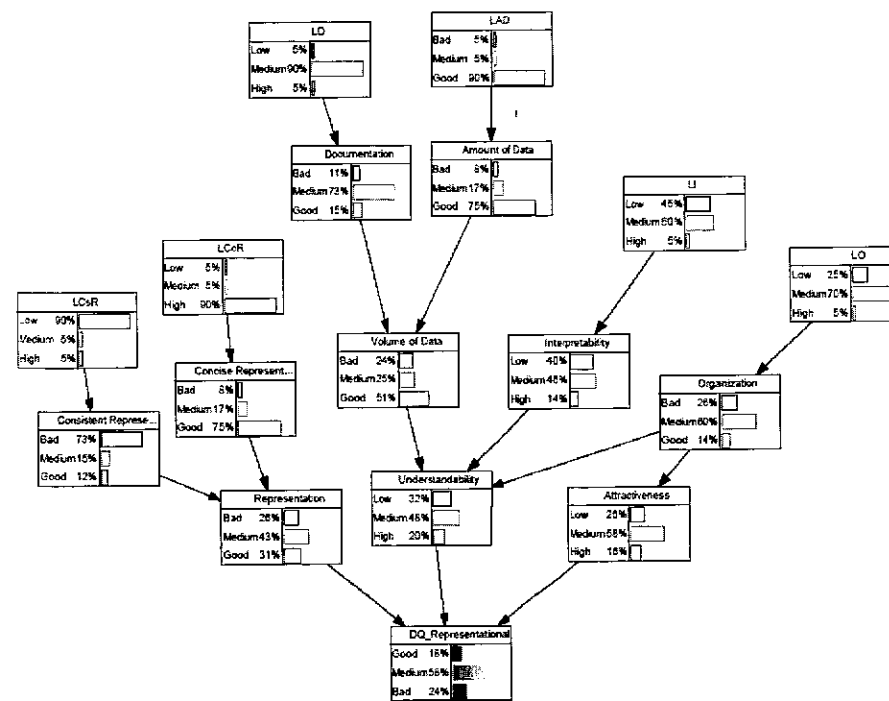 LD
Low 5%
Medium 90%
High 5%
LAD
Bad 5%
Medium 5%
Good 90%
Documentation
Bad 11%
Medium 73%
Good 15%
Amount of Data
Bad 8%
Medium 17%
Good 75%
LI
Low 45%
Medium 50%
High 5%
LCcR
Low 5%
Medium 5%
High 90%
LO
Low 25%
Medium 70%
High 5%
LCsR
Low 90%
Medium 5%
High 5%
Volume of Data
Bad 24%
Medium 25%
Good 51%
Interpretability
Low 40%
Medium 46%
High 14%
Concise Represent...
Bad 8%
Medium 17%
Good 75%
Organization
Bad 26%
Medium 60%
Good 14%
Consistent Represe...
Bad 73%
Medium 15%
Good 12%
Understandability
Low 32%
Medium 48%
High 20%
Representation
Bad 26%
Medium 43%
Good 31%
Attractiveness
Low 26%
Medium 58%
High 16%
DQ_Representational
Good 18%
Medium 58%
Bad 24%